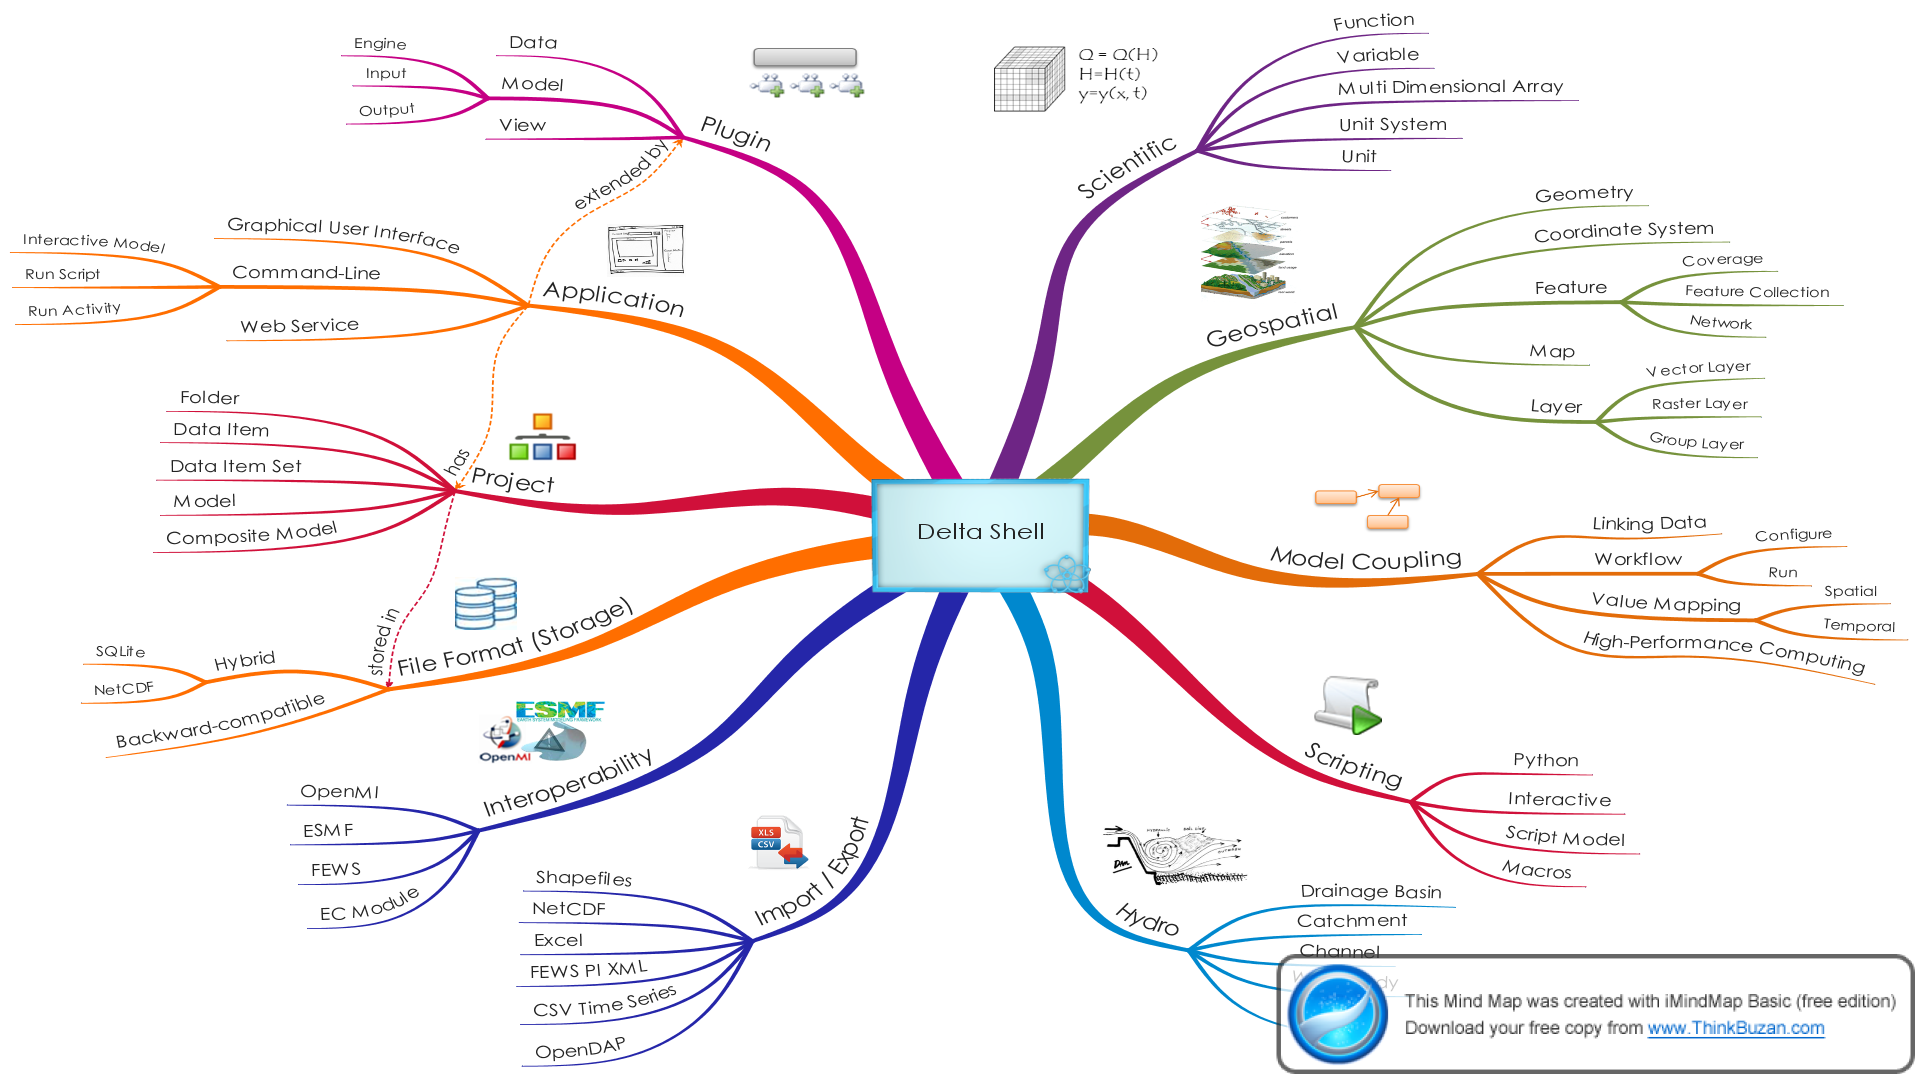 Delta Shell
Plugin
Data
Model
Engine
Input
Output
View
extended by
Application
Graphical User Interface
Command-Line
Interactive Model
Run Script
Run Activity
Web Service
has
Project
Folder
Data Item
Data Item Set
Model
Composite Model
stored in
File Format (Storage)
Hybrid
SQLite
NetCDF
Backward-compatible
ESMF
OpenMI
Interoperability
OpenMI
ESMF
FEWS
EC Module
XLS
CSV
Import / Export
Shapefiles
NetCDF
Excel
FEWS PI XML
CSV Time Series
OpenDAP
Q = Q(H)
H=H(t)
y=y(x,t)
Scientific
Function
Variable
Multi Dimensional Array
Unit System
Unit
Geospatial
Geometry
Coordinate System
Feature
Coverage
Feature Collection
Network
Map
Layer
Vector Layer
Raster Layer
Group Layer
Model Coupling
Linking Data
Workflow
Configure
Run
Value Mapping
Spatial
Temporal
High-Performance Computing
Scripting
Python
Interactive
Script Model
Macros
Hydro
Drainage Basin
Catchment
Channel
This Mind Map was created with iMindMap Basic (free edition)
Download your free copy from www.ThinkBuzan.com